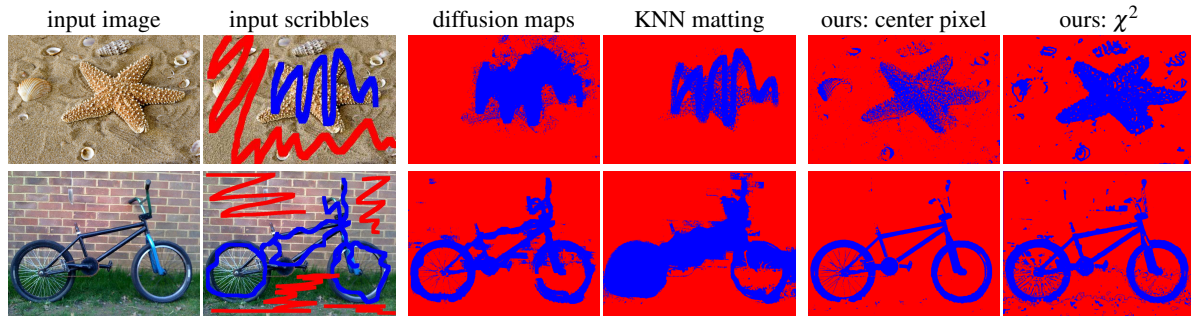 input image input scribbles diffusion maps KNN matting ours: center pixel ours: χ²